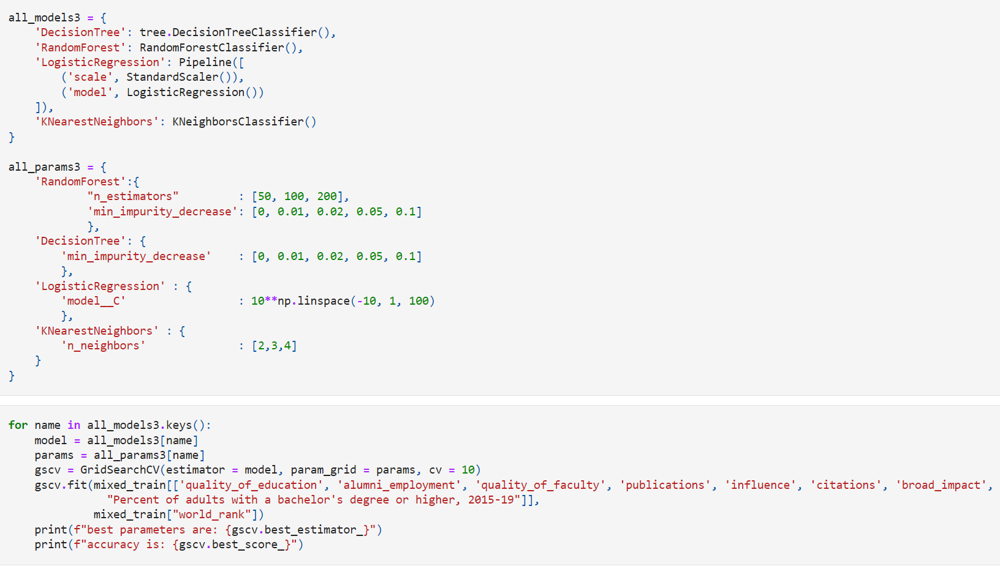 all_models3 = {
    'DecisionTree': tree.DecisionTreeClassifier(),
    'RandomForest': RandomForestClassifier(),
    'LogisticRegression': Pipeline([
        ('scale', StandardScaler()),
        ('model', LogisticRegression())
    ]),
    'KNearestNeighbors': KNeighborsClassifier()
}
all_params3 = {
    'RandomForest':{
            "n_estimators"         : [50, 100, 200],
            'min_impurity_decrease': [0, 0.01, 0.02, 0.05, 0.1]
            },
    'DecisionTree': {
        'min_impurity_decrease'    : [0, 0.01, 0.02, 0.05, 0.1]
        },
    'LogisticRegression' : {
        'model__C'                 : 10**np.linspace(-10, 1, 100)
        },
    'KNearestNeighbors' : {
        'n_neighbors'              : [2,3,4]
    }
}
for name in all_models3.keys():
    model = all_models3[name]
    params = all_params3[name]
    gscv = GridSearchCV(estimator = model, param_grid = params, cv = 10)
    gscv.fit(mixed_train[['quality_of_education', 'alumni_employment', 'quality_of_faculty', 'publications', 'influence', 'citations', 'broad_impact',
               "Percent of adults with a bachelor's degree or higher, 2015-19"]],
             mixed_train["world_rank"])
    print(f"best parameters are: {gscv.best_estimator_}")
    print(f"accuracy is: {gscv.best_score_}")